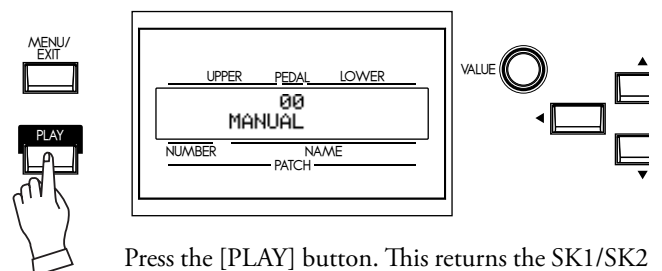 MENU/
EXIT
PLAY
UPPER PEDAL LOWER
00
MANUAL
NUMBER NAME
PATCH
VALUE
Press the [PLAY] button. This returns the SK1/SK2